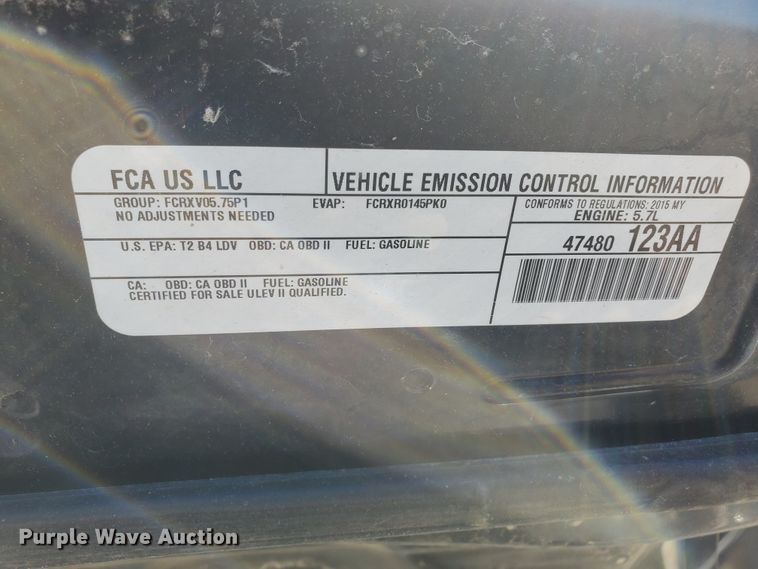 FCA US LLC
VEHICLE EMISSION CONTROL INFORMATION
GROUP: FCRXV05.75P1 EVAP: FCRXR0145PK0
NO ADJUSTMENTS NEEDED
CONFORMS TO REGULATIONS: 2015 MY
ENGINE: 5.7L
U.S. EPA: T2 B4 LDV OBD: CA OBD II FUEL: GASOLINE
47480 123AA
CA: OBD: CA OBD II FUEL: GASOLINE
CERTIFIED FOR SALE ULEV II QUALIFIED.
Purple Wave Auction